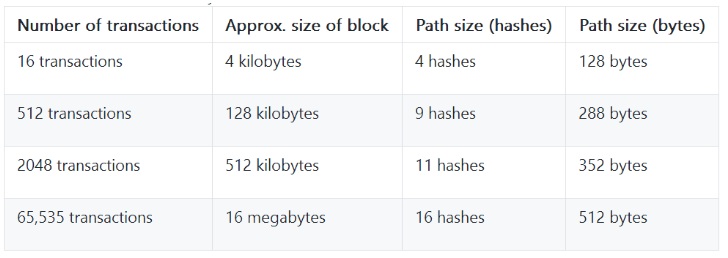 Number of transactions Approx. size of block Path size (hashes) Path size (bytes)
16 transactions 4 kilobytes 4 hashes 128 bytes
512 transactions 128 kilobytes 9 hashes 288 bytes
2048 transactions 512 kilobytes 11 hashes 352 bytes
65,535 transactions 16 megabytes 16 hashes 512 bytes